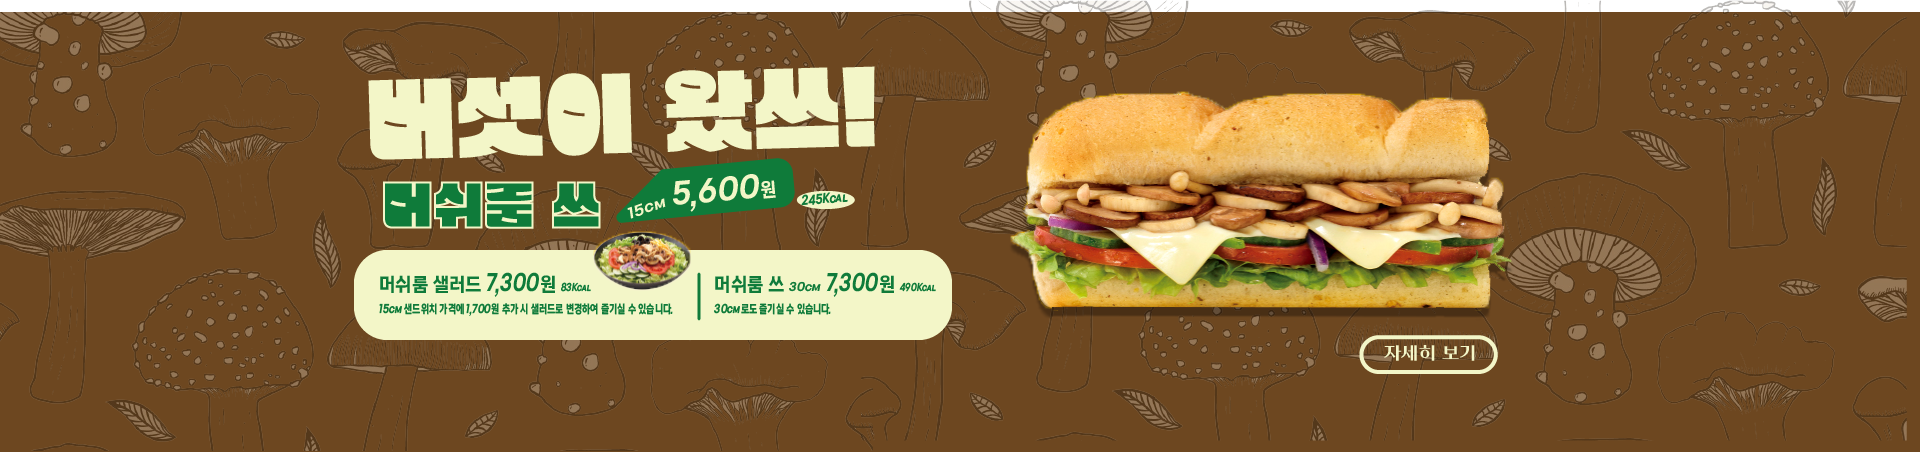 버섯이 왔쓰!
머쉬룸 쓰 15CM 5,600원 245KCAL
머쉬룸 샐러드 7,300원 83KCAL
15CM 샌드위치 가격에 1,700원 추가 시 샐러드로 변경하여 즐기실 수 있습니다.
머쉬룸 쓰 30CM 7,300원 490KCAL
30CM로도 즐기실 수 있습니다.
자세히 보기